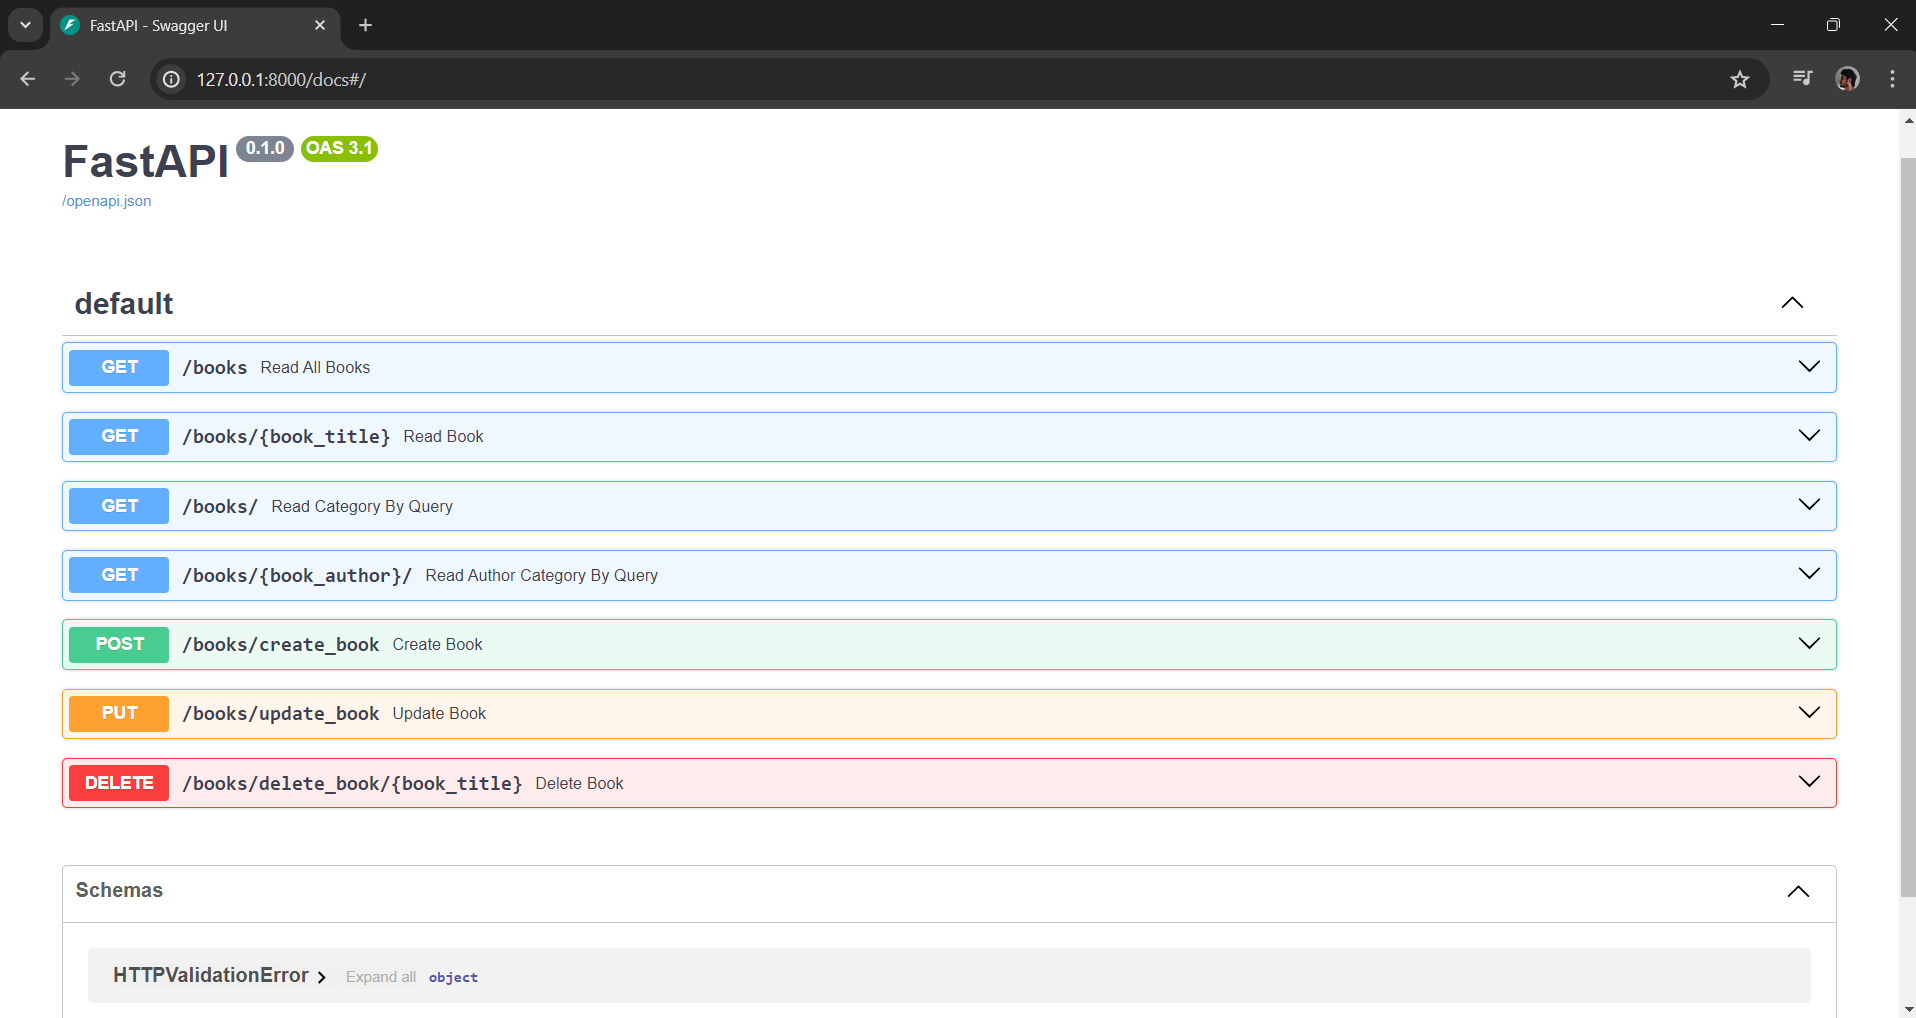 FastAPI - Swagger UI
127.0.0.1:8000/docs#/
FastAPI 0.1.0 OAS 3.1
/openapi.json
default
GET /books Read All Books
GET /books/{book_title} Read Book
GET /books/ Read Category By Query
GET /books/{book_author}/ Read Author Category By Query
POST /books/create_book Create Book
PUT /books/update_book Update Book
DELETE /books/delete_book/{book_title} Delete Book
Schemas
HTTPValidationError Expand all object